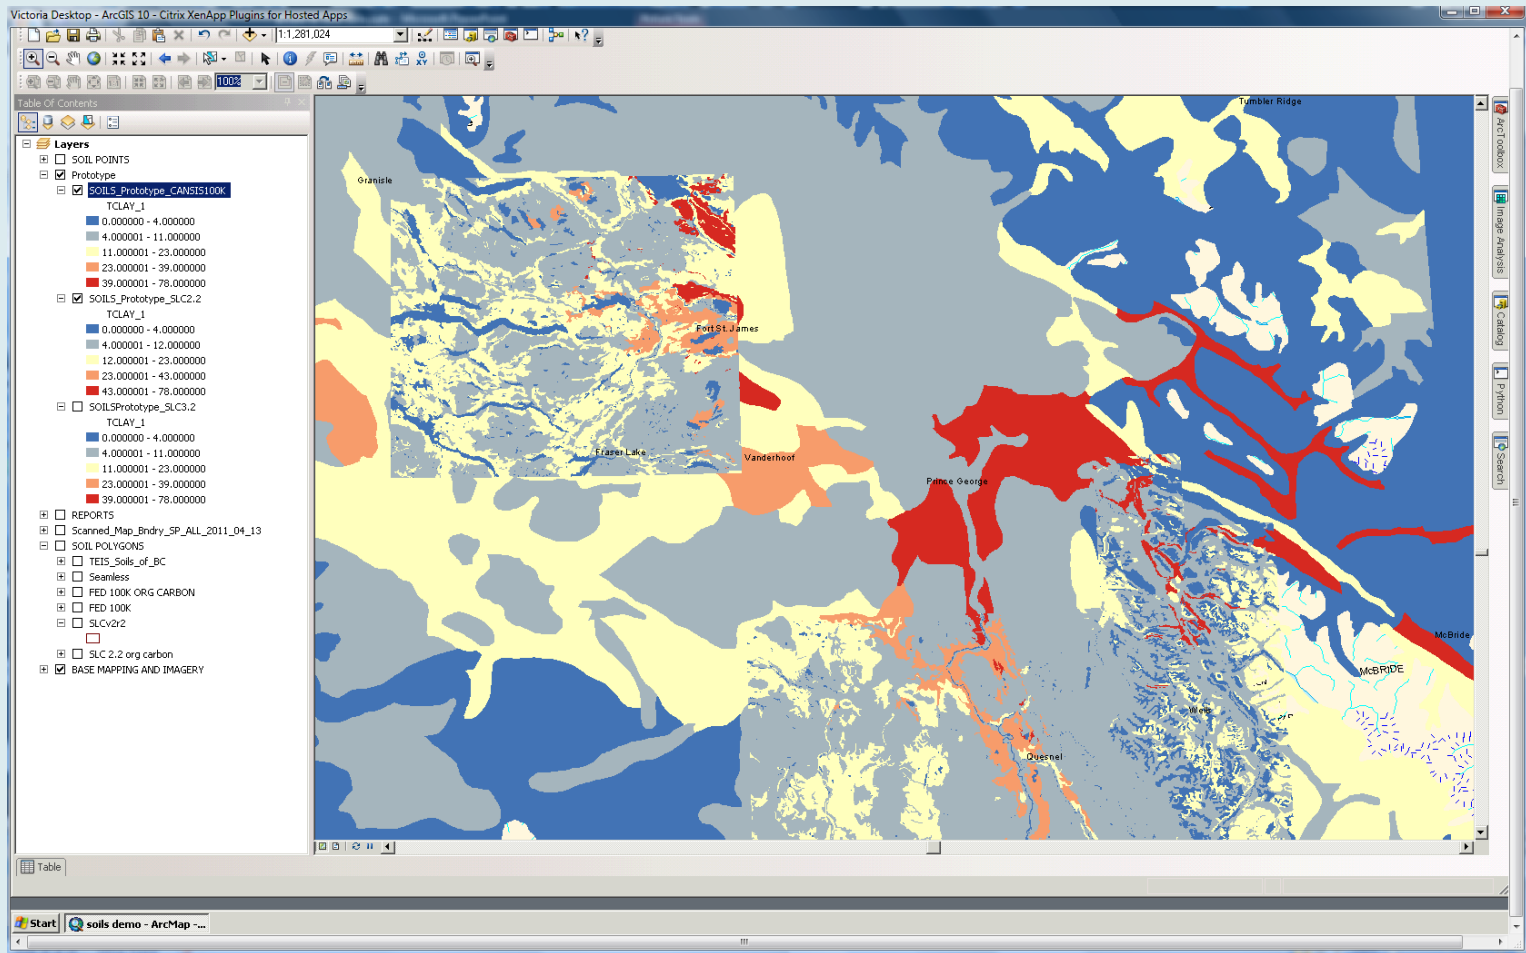 Victoria Desktop - ArcGIS 10 - Citrix XenApp Plugins for Hosted Apps
1:1,281,024
100%
Table Of Contents
Layers
SOIL POINTS
Prototype
SOILS_Prototype_CANSIS100K
TCLAY_1
0.000000 - 4.000000
4.000001 - 11.000000
11.000001 - 23.000000
23.000001 - 39.000000
39.000001 - 78.000000
SOILS_Prototype_SLC2.2
TCLAY_1
0.000000 - 4.000000
4.000001 - 12.000000
12.000001 - 23.000000
23.000001 - 43.000000
43.000001 - 78.000000
SOILSPrototype_SLC3.2
TCLAY_1
0.000000 - 4.000000
4.000001 - 11.000000
11.000001 - 23.000000
23.000001 - 39.000000
39.000001 - 78.000000
REPORTS
Scanned_Map_Bndry_SP_ALL_2011_04_13
SOIL POLYGONS
TEIS_Soils_of_BC
Seamless
FED 100K ORG CARBON
FED 100K
SLCv2r2
SLC 2.2 org carbon
BASE MAPPING AND IMAGERY
Tumbler Ridge
Granisle
Fort St. James
Fraser Lake
Vanderhoof
Prince George
McBride
McBRIDE
Wells
Quesnel
ArcToolbox
Image Analysis
Catalog
Python
Search
Table
Start
soils demo - ArcMap -...